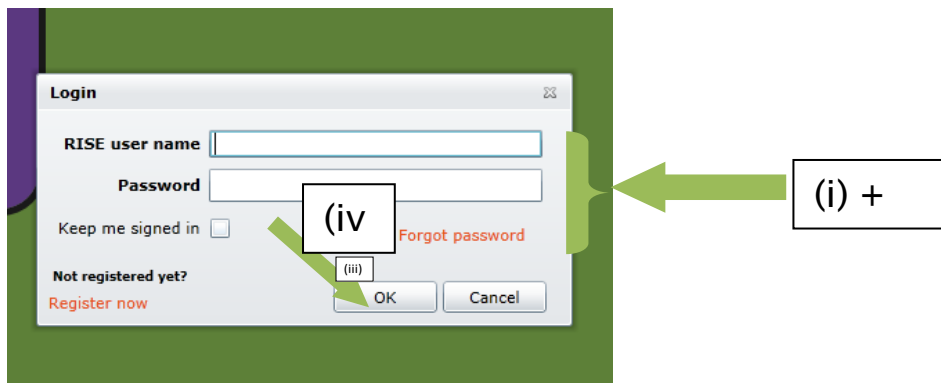 Login
RISE user name
Password
(iv
(i) +
Keep me signed in
Forgot password
(iii)
Not registered yet?
Register now
OK
Cancel